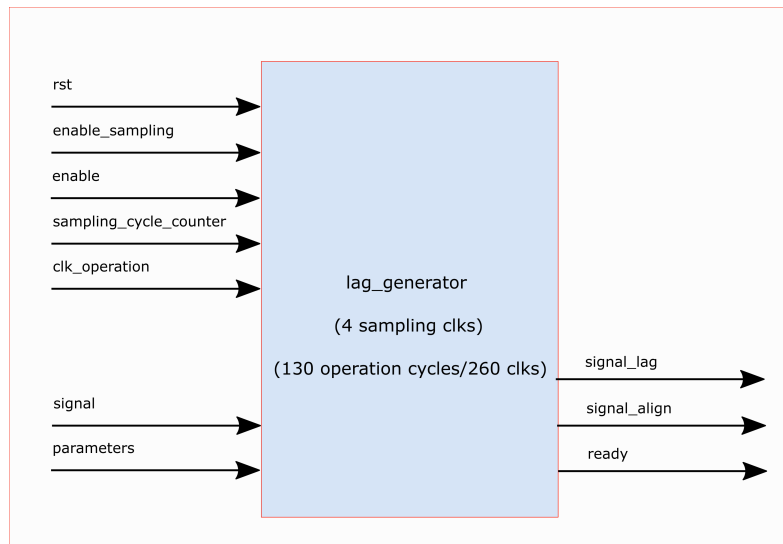 rst
enable_sampling
enable
sampling_cycle_counter
clk_operation
lag_generator
(4 sampling clks)
(130 operation cycles/260 clks)
signal_lag
signal
signal_align
parameters
ready